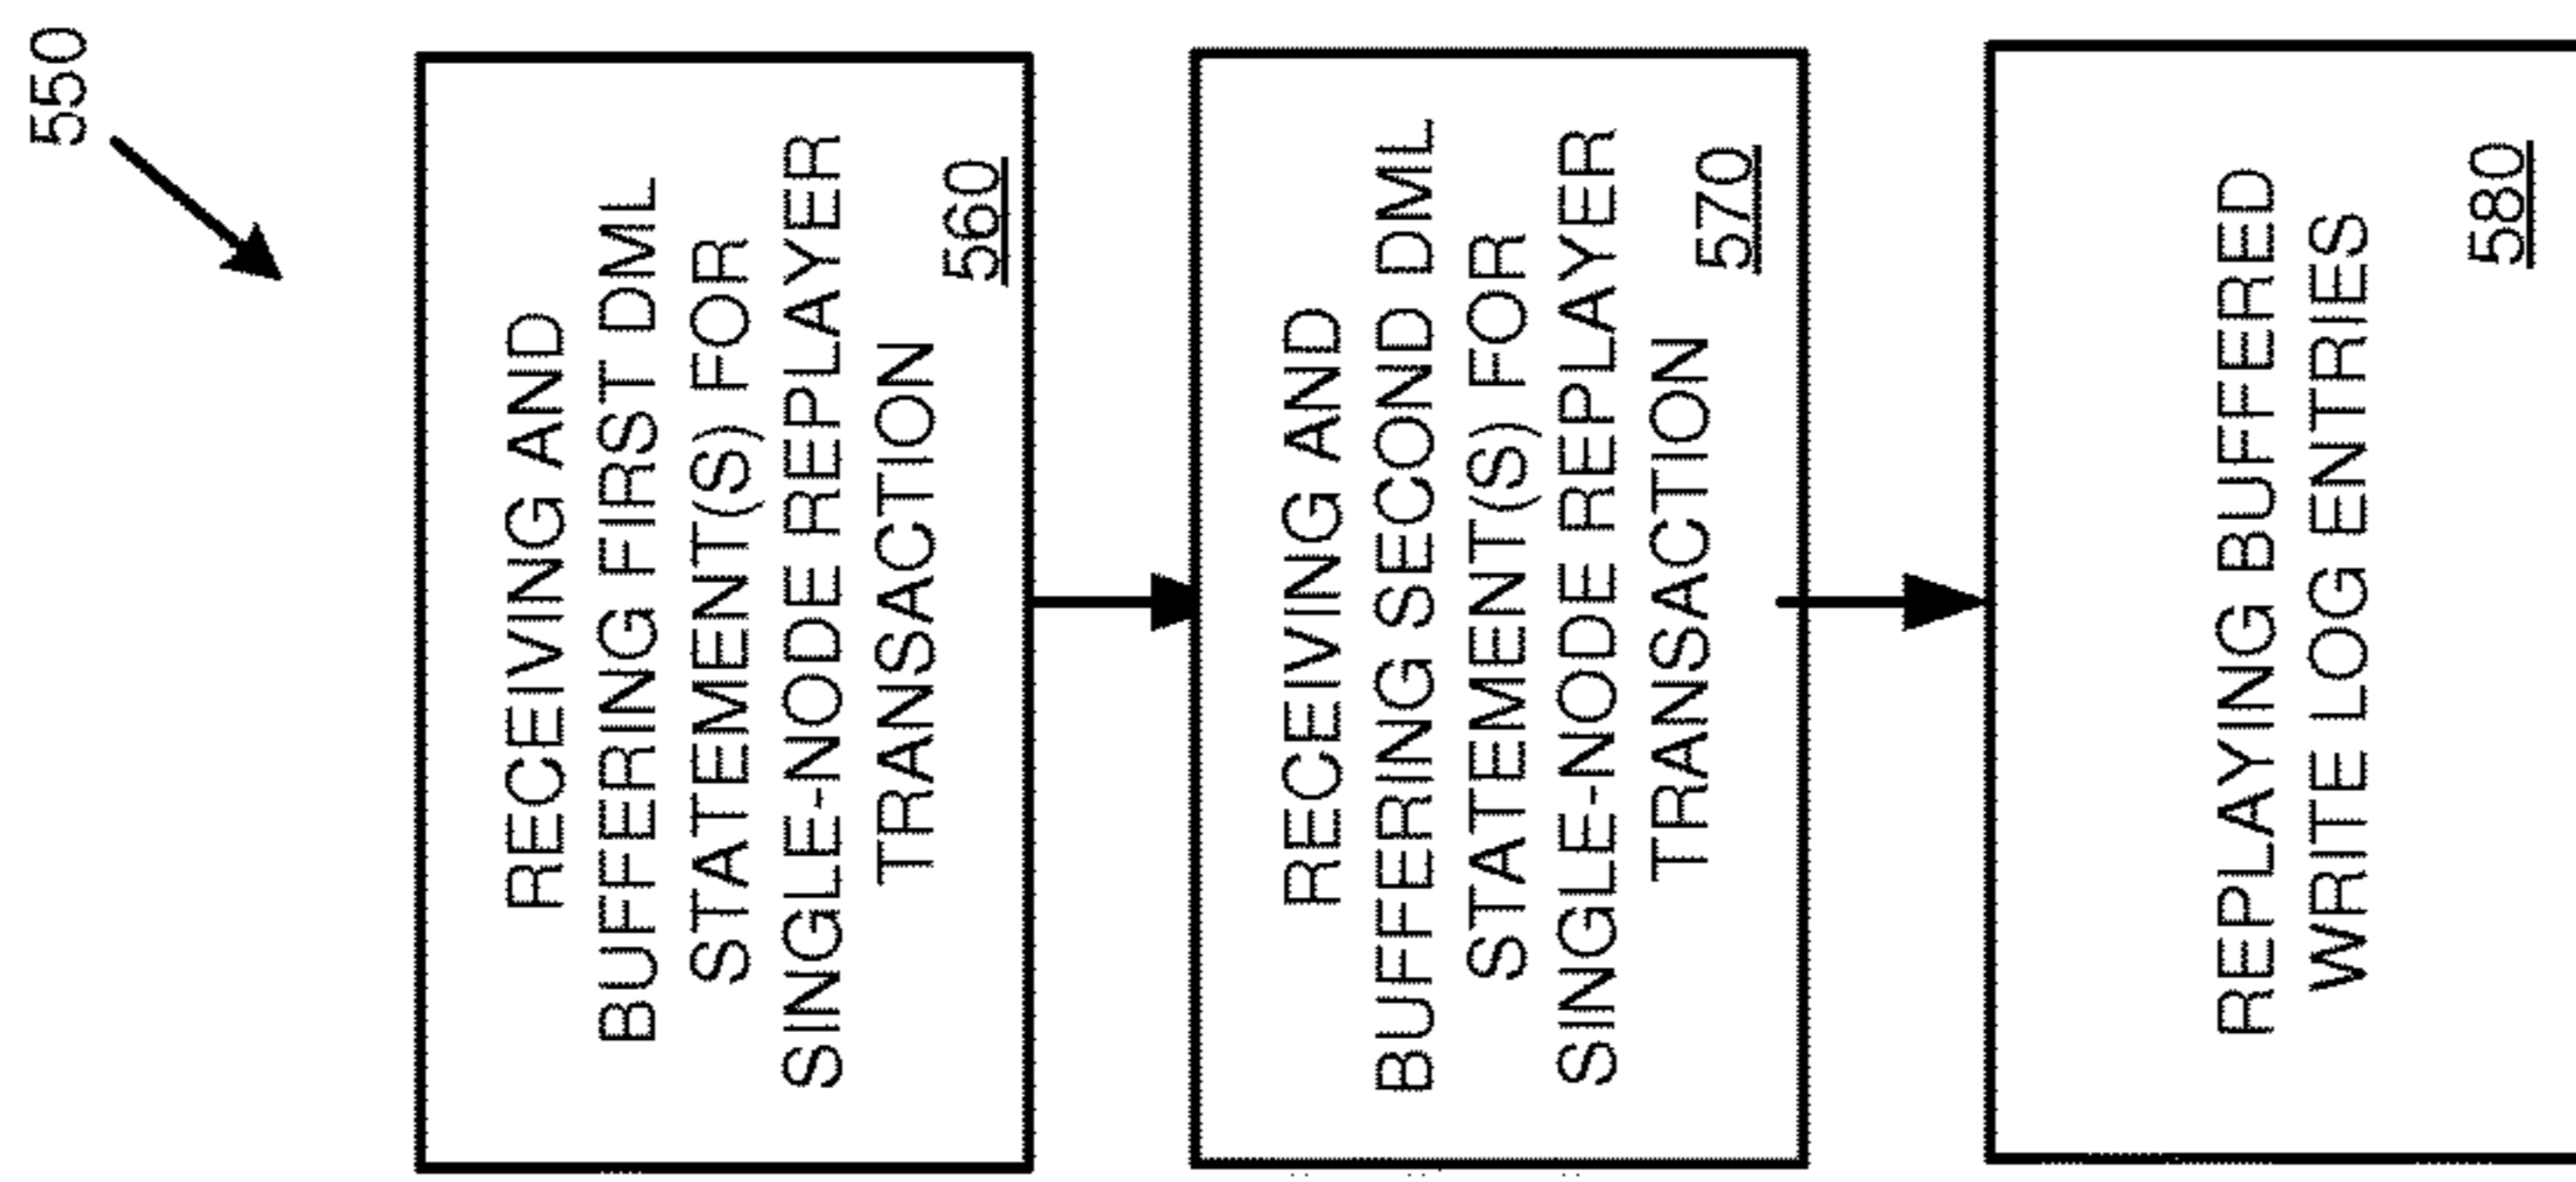 550
RECEIVING AND
BUFFERING FIRST DML
STATEMENT(S) FOR
SINGLE-NODE REPLAYER
TRANSACTION
560
RECEIVING AND
BUFFERING SECOND DML
STATEMENT(S) FOR
SINGLE-NODE REPLAYER
TRANSACTION
570
REPLAYING BUFFERED
WRITE LOG ENTRIES
580